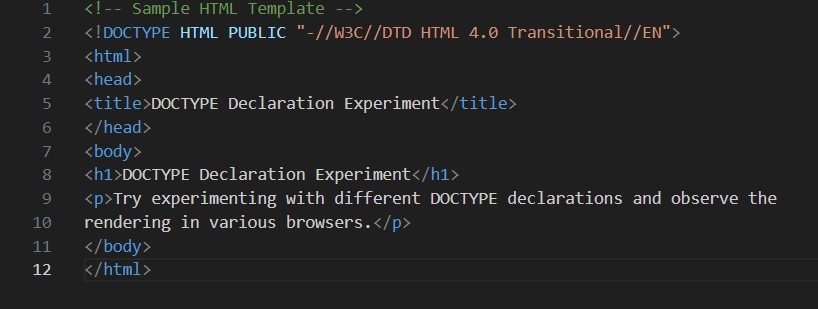 1 <!-- Sample HTML Template -->
2 <!DOCTYPE HTML PUBLIC "-//W3C//DTD HTML 4.0 Transitional//EN">
3 <html>
4 <head>
5 <title>DOCTYPE Declaration Experiment</title>
6 </head>
7 <body>
8 <h1>DOCTYPE Declaration Experiment</h1>
9 <p>Try experimenting with different DOCTYPE declarations and observe the
10 rendering in various browsers.</p>
11 </body>
12 </html>